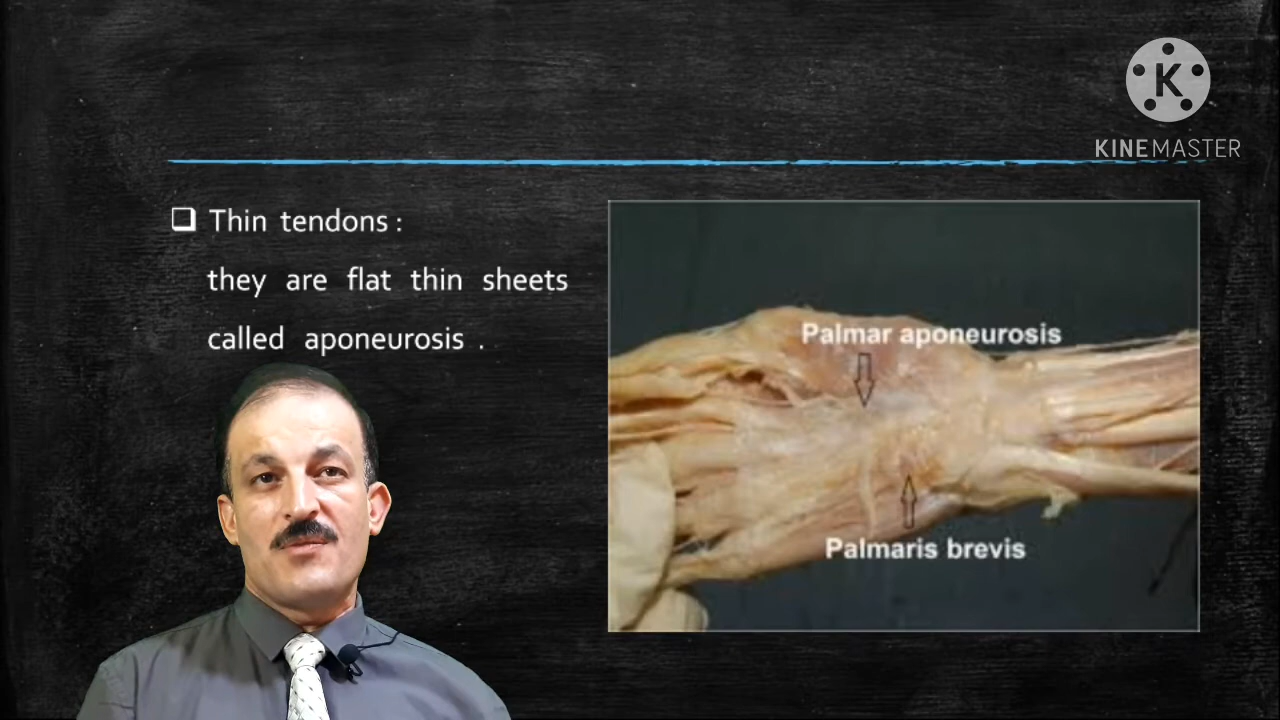 K
KINEMASTER
❑ Thin tendons :
they are flat thin sheets
called aponeurosis .
Palmar aponeurosis
Palmaris brevis